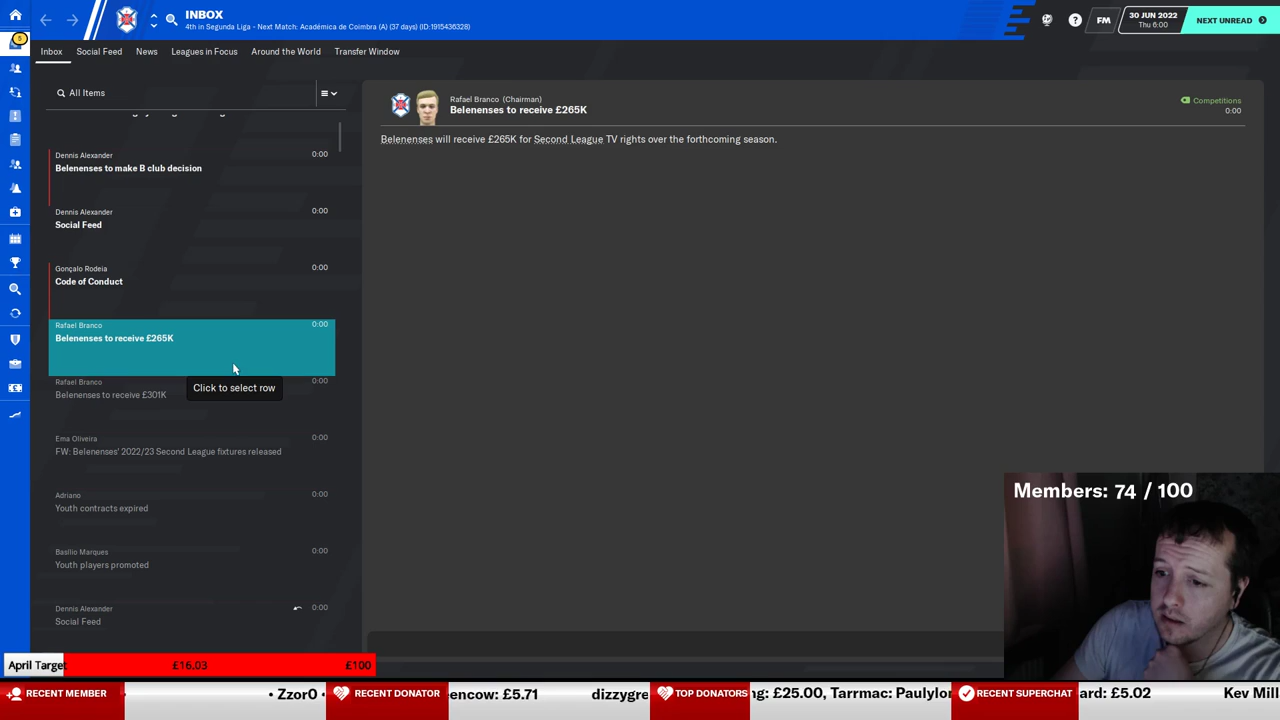 INBOX
4th in Segunda Liga - Next Match: Académica de Coimbra (A) (37 days) (ID:1915436328)
FM
30 JUN 2022
Thu 6:00
NEXT UNREAD
5
Inbox
Social Feed
News
Leagues in Focus
Around the World
Transfer Window
All Items
Dennis Alexander
0:00
Belenenses to make B club decision
Dennis Alexander
0:00
Social Feed
Gonçalo Rodeia
0:00
Code of Conduct
Rafael Branco
0:00
Belenenses to receive £265K
Click to select row
Rafael Branco
0:00
Belenenses to receive £301K
Ema Oliveira
0:00
FW: Belenenses' 2022/23 Second League fixtures released
Adriano
0:00
Youth contracts expired
Basílio Marques
0:00
Youth players promoted
Dennis Alexander
0:00
Social Feed
Rafael Branco (Chairman)
Belenenses to receive £265K
Competitions
0:00
Belenenses will receive £265K for Second League TV rights over the forthcoming season.
Members: 74 / 100
April Target
£16.03
£100
RECENT MEMBER
• Zzor0 •
RECENT DONATOR
encow: £5.71
dizzygre
TOP DONATORS
ng: £25.00, Tarrmac: Paulylor
RECENT SUPERCHAT
ard: £5.02
Kev Mill